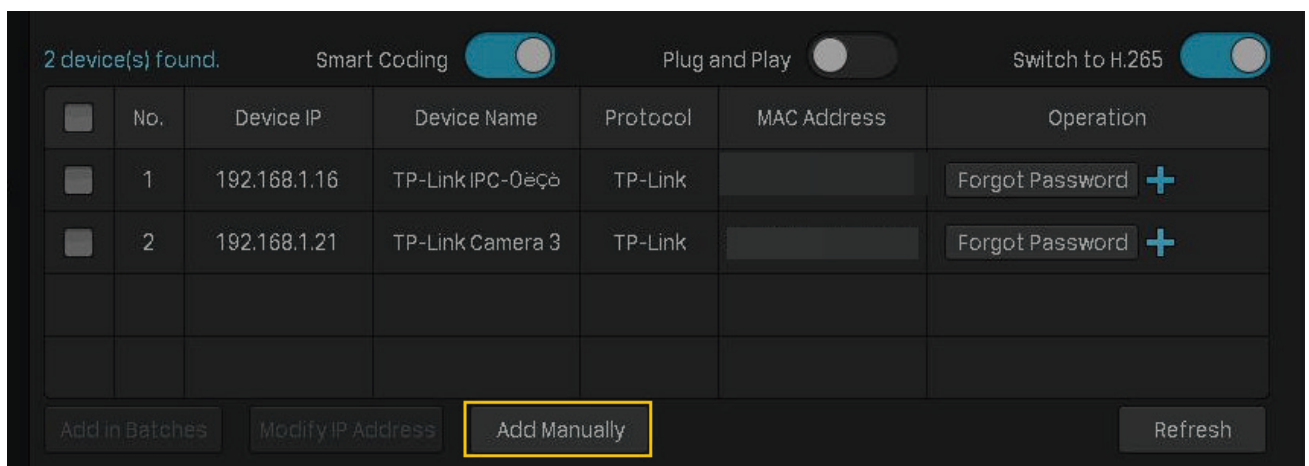 2 device(s) found. Smart Coding Plug and Play Switch to H.265
No. Device IP Device Name Protocol MAC Address Operation
1 192.168.1.16 TP-Link IPC-Óëçò TP-Link Forgot Password
2 192.168.1.21 TP-Link Camera 3 TP-Link Forgot Password
Add in Batches Modify IP Address Add Manually Refresh